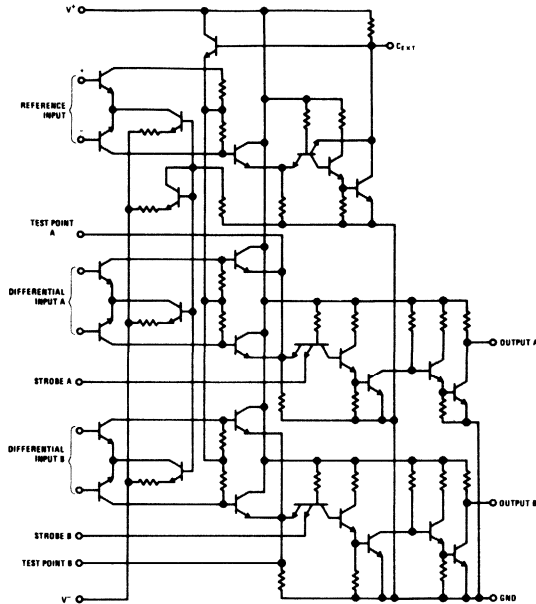 V+
CEXT
+
REFERENCE
INPUT
-
TEST POINT
A
DIFFERENTIAL
INPUT A
OUTPUT A
STROBE A
DIFFERENTIAL
INPUT B
OUTPUT B
STROBE B
TEST POINT B
V−
GND